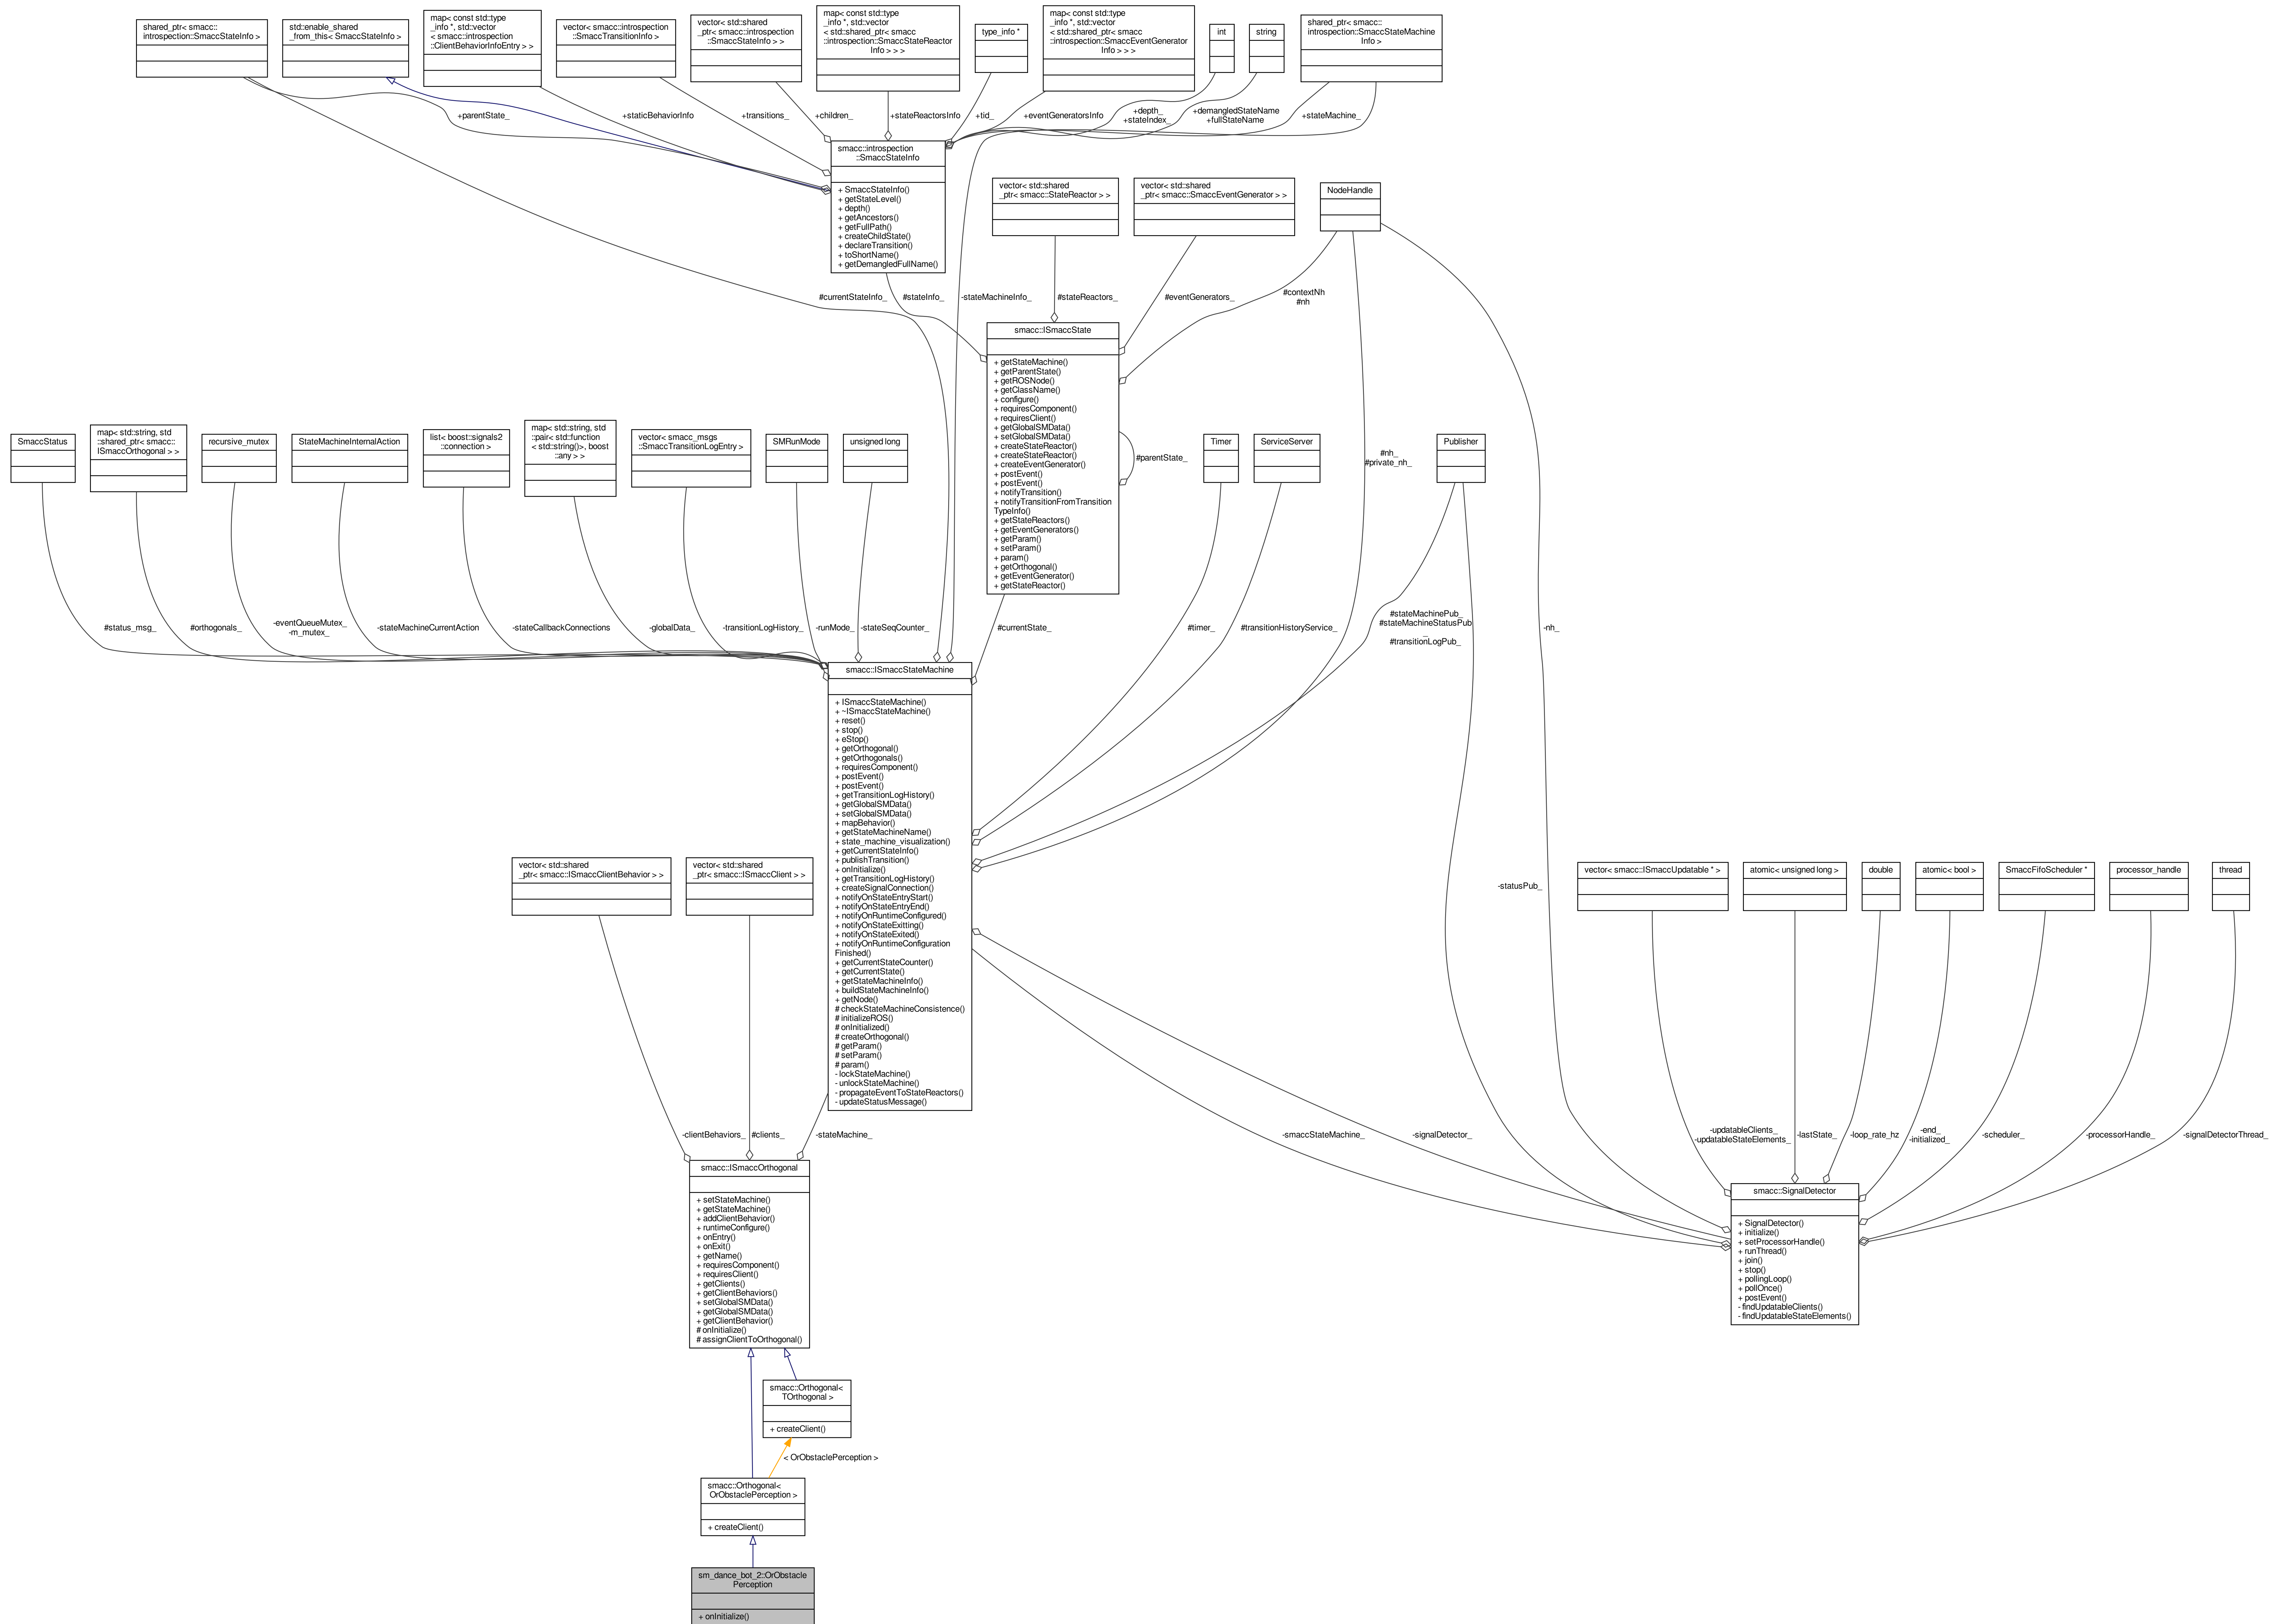 shared_ptr< smacc::
introspection::SmaccStateInfo >
std::enable_shared
_from_this< SmaccStateInfo >
map< const std::type
_info *, std::vector
< smacc::introspection
::ClientBehaviorInfoEntry > >
vector< smacc::introspection
::SmaccTransitionInfo >
vector< std::shared
_ptr< smacc::introspection
::SmaccStateInfo > >
map< const std::type
_info *, std::vector
< std::shared_ptr< smacc
::introspection::SmaccStateReactor
Info > > >
type_info *
map< const std::type
_info *, std::vector
< std::shared_ptr< smacc
::introspection::SmaccEventGenerator
Info > > >
int
string
shared_ptr< smacc::
introspection::SmaccStateMachine
Info >
+parentState_
+staticBehaviorInfo
+transitions_
+children_
+stateReactorsInfo
+tid_
+eventGeneratorsInfo
+depth_
+stateIndex_
+demangledStateName
+fullStateName
+stateMachine_
smacc::introspection
::SmaccStateInfo
+ SmaccStateInfo()
+ getStateLevel()
+ depth()
+ getAncestors()
+ getFullPath()
+ createChildState()
+ declareTransition()
+ toShortName()
+ getDemangledFullName()
vector< std::shared
_ptr< smacc::StateReactor > >
vector< std::shared
_ptr< smacc::SmaccEventGenerator > >
NodeHandle
#currentStateInfo_
#stateInfo_
-stateMachineInfo_
#stateReactors_
#eventGenerators_
#contextNh
#nh
smacc::ISmaccState
+ getStateMachine()
+ getParentState()
+ getROSNode()
+ getClassName()
+ configure()
+ requiresComponent()
+ requiresClient()
+ getGlobalSMData()
+ setGlobalSMData()
+ createStateReactor()
+ createStateReactor()
+ createEventGenerator()
+ postEvent()
+ postEvent()
+ notifyTransition()
+ notifyTransitionFromTransition
TypeInfo()
+ getStateReactors()
+ getEventGenerators()
+ getParam()
+ setParam()
+ param()
+ getOrthogonal()
+ getEventGenerator()
+ getStateReactor()
#parentState_
SmaccStatus
map< std::string, std
::shared_ptr< smacc::
ISmaccOrthogonal > >
recursive_mutex
StateMachineInternalAction
list< boost::signals2
::connection >
map< std::string, std
::pair< std::function
< std::string()>, boost
::any > >
vector< smacc_msgs
::SmaccTransitionLogEntry >
SMRunMode
unsigned long
Timer
ServiceServer
#nh_
#private_nh_
Publisher
#status_msg_
#orthogonals_
-eventQueueMutex_
-m_mutex_
-stateMachineCurrentAction
-stateCallbackConnections
-globalData_
-transitionLogHistory_
-runMode_
-stateSeqCounter_
#currentState_
#timer_
#transitionHistoryService_
#stateMachinePub_
#stateMachineStatusPub
_
#transitionLogPub_
-nh_
smacc::ISmaccStateMachine
+ ISmaccStateMachine()
+ ~ISmaccStateMachine()
+ reset()
+ stop()
+ eStop()
+ getOrthogonal()
+ getOrthogonals()
+ requiresComponent()
+ postEvent()
+ postEvent()
+ getTransitionLogHistory()
+ getGlobalSMData()
+ setGlobalSMData()
+ mapBehavior()
+ getStateMachineName()
+ state_machine_visualization()
+ getCurrentStateInfo()
+ publishTransition()
+ onInitialize()
+ getTransitionLogHistory()
+ createSignalConnection()
+ notifyOnStateEntryStart()
+ notifyOnStateEntryEnd()
+ notifyOnRuntimeConfigured()
+ notifyOnStateExitting()
+ notifyOnStateExited()
+ notifyOnRuntimeConfiguration
Finished()
+ getCurrentStateCounter()
+ getCurrentState()
+ getStateMachineInfo()
+ buildStateMachineInfo()
+ getNode()
# checkStateMachineConsistence()
# initializeROS()
# onInitialized()
# createOrthogonal()
# getParam()
# setParam()
# param()
- lockStateMachine()
- unlockStateMachine()
- propagateEventToStateReactors()
- updateStatusMessage()
vector< std::shared
_ptr< smacc::ISmaccClientBehavior > >
vector< std::shared
_ptr< smacc::ISmaccClient > >
-statusPub_
vector< smacc::ISmaccUpdatable * >
atomic< unsigned long >
double
atomic< bool >
SmaccFifoScheduler *
processor_handle
thread
-clientBehaviors_
#clients_
-stateMachine_
-smaccStateMachine_
-signalDetector_
-updatableClients_
-updatableStateElements_
-lastState_
-loop_rate_hz
-end_
-initialized_
-scheduler_
-processorHandle_
-signalDetectorThread_
smacc::ISmaccOrthogonal
+ setStateMachine()
+ getStateMachine()
+ addClientBehavior()
+ runtimeConfigure()
+ onEntry()
+ onExit()
+ getName()
+ requiresComponent()
+ requiresClient()
+ getClients()
+ getClientBehaviors()
+ setGlobalSMData()
+ getGlobalSMData()
+ getClientBehavior()
# onInitialize()
# assignClientToOrthogonal()
smacc::SignalDetector
+ SignalDetector()
+ initialize()
+ setProcessorHandle()
+ runThread()
+ join()
+ stop()
+ pollingLoop()
+ pollOnce()
+ postEvent()
- findUpdatableClients()
- findUpdatableStateElements()
smacc::Orthogonal<
TOrthogonal >
+ createClient()
< OrObstaclePerception >
smacc::Orthogonal<
OrObstaclePerception >
+ createClient()
sm_dance_bot_2::OrObstacle
Perception
+ onInitialize()